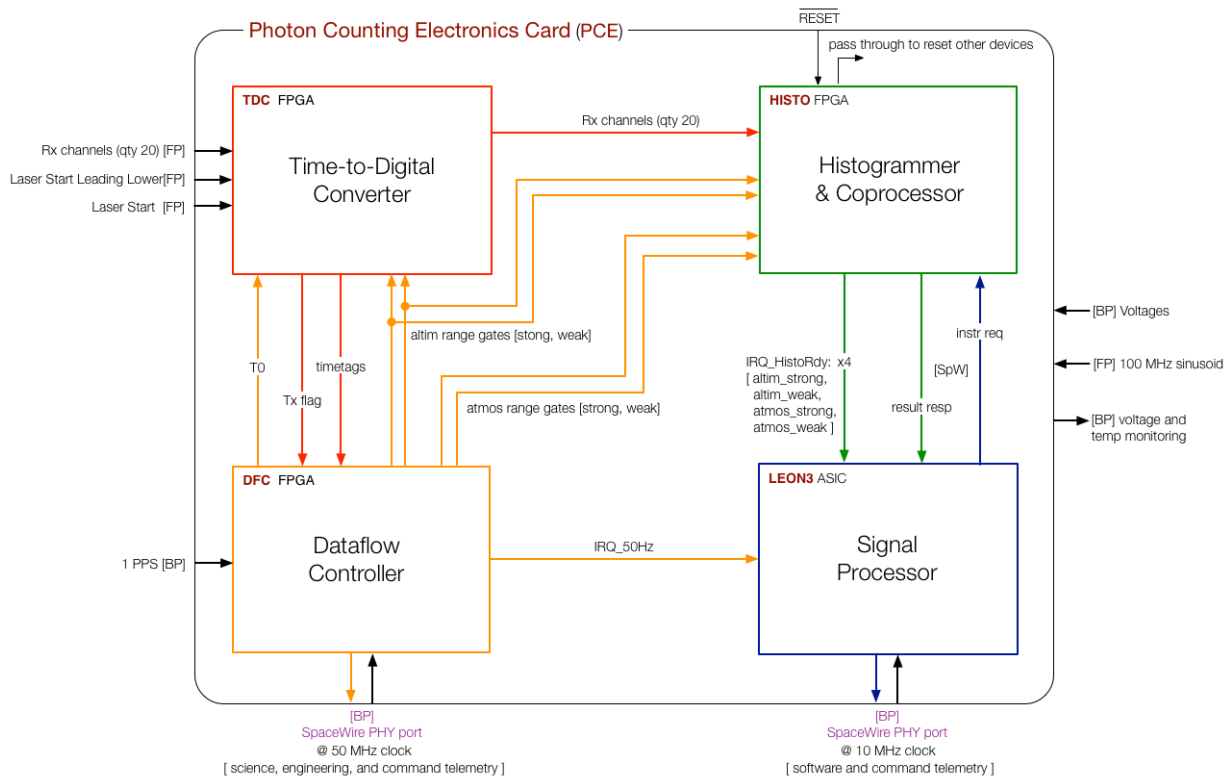 RESET
Photon Counting Electronics Card (PCE)
pass through to reset other devices
TDC FPGA
Time-to-Digital
Converter
Rx channels (qty 20)
HISTO FPGA
Histogrammer
& Coprocessor
Rx channels (qty 20) [FP]
Laser Start Leading Lower[FP]
Laser Start [FP]
altim range gates [stong, weak]
T0
timetags
Tx flag
atmos range gates [strong, weak]
IRQ_HistoRdy: x4
[ altim_strong,
altim_weak,
atmos_strong,
atmos_weak ]
[SpW]
result resp
instr req
[BP] Voltages
[FP] 100 MHz sinusoid
[BP] voltage and
temp monitoring
DFC FPGA
Dataflow
Controller
1 PPS [BP]
IRQ_50Hz
LEON3 ASIC
Signal
Processor
[BP]
SpaceWire PHY port
@ 50 MHz clock
[ science, engineering, and command telemetry ]
[BP]
SpaceWire PHY port
@ 10 MHz clock
[ software and command telemetry ]